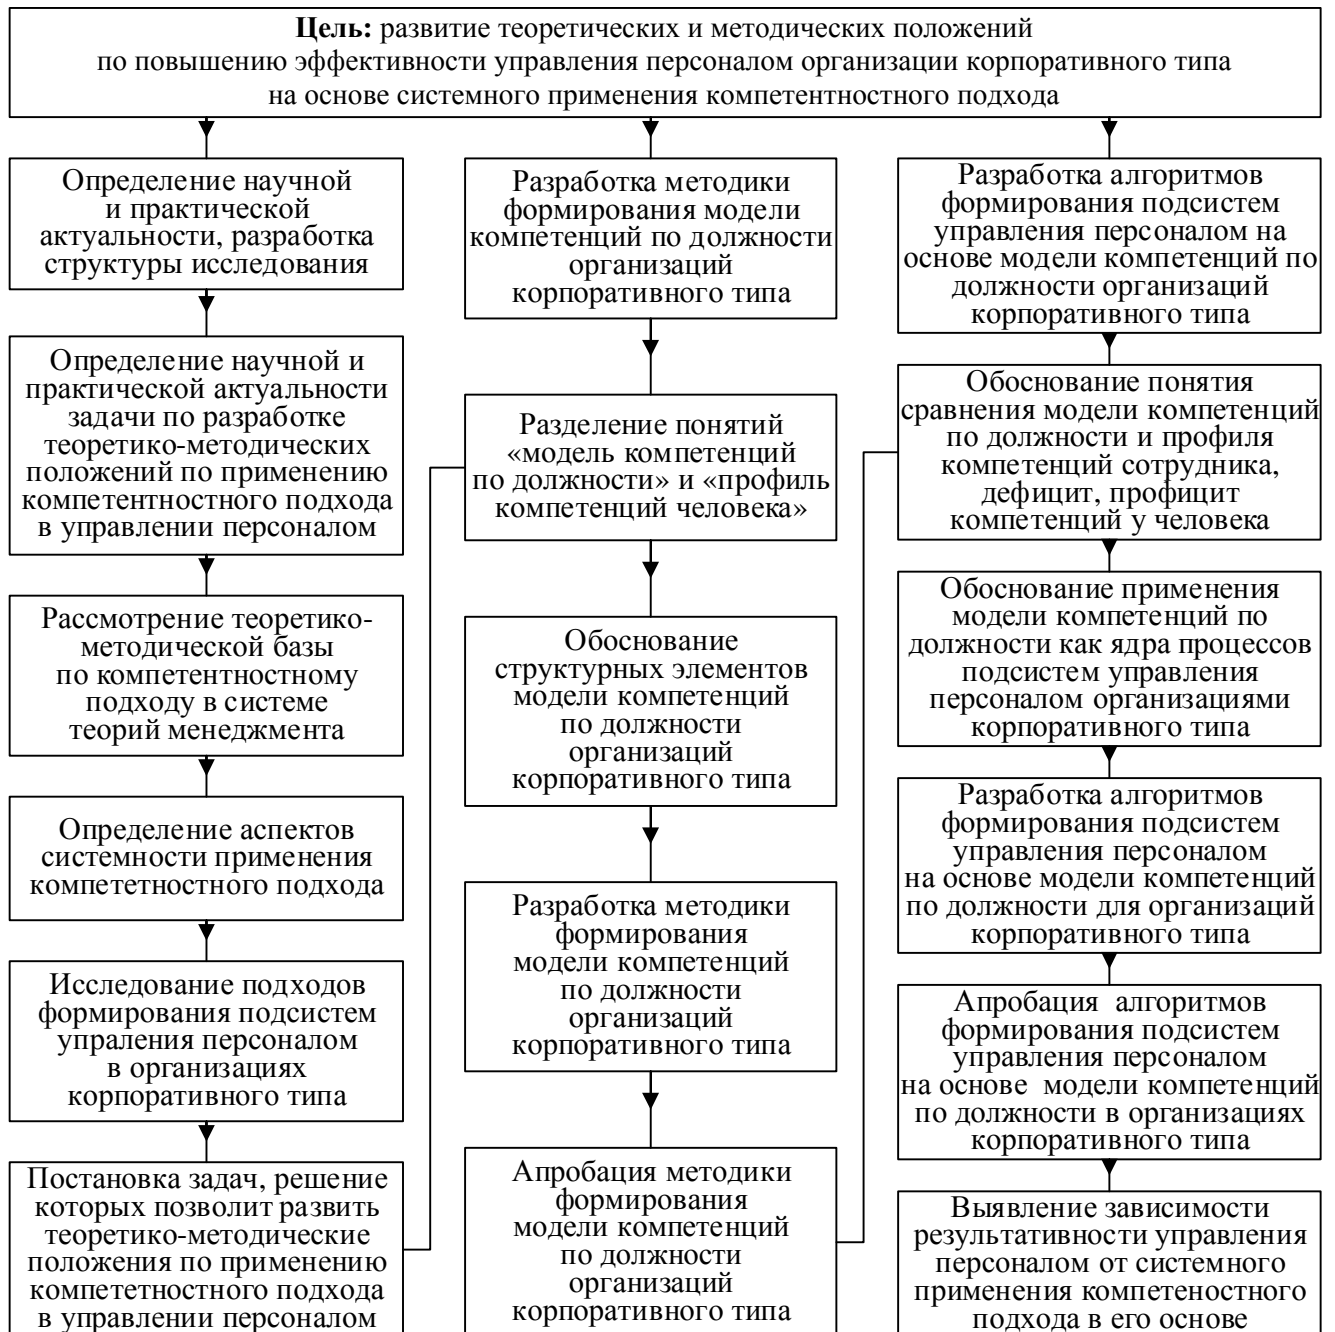 Цель: развитие теоретических и методических положений
по повышению эффективности управления персоналом организации корпоративного типа
на основе системного применения компетентностного подхода
Определение научной
и практической
актуальности, разработка
структуры исследования
Определение научной и
практической актуальности
задачи по разработке
теоретико-методических
положений по применению
компетентностного подхода
в управлении персоналом
Рассмотрение теоретико-
методической базы
по компетентностному
подходу в системе
теорий менеджмента
Определение аспектов
системности применения
компететностного подхода
Исследование подходов
формирования подсистем
упраления персоналом
в организациях
корпоративного типа
Постановка задач, решение
которых позволит развить
теоретико-методические
положения по применению
компететностного подхода
в управлении персоналом
Разработка методики
формирования модели
компетенций по должности
организаций
корпоративного типа
Разделение понятий
«модель компетенций
по должности» и «профиль
компетенций человека»
Обоснование
структурных элементов
модели компетенций
по должности
организаций
корпоративного типа
Разработка методики
формирования
модели компетенций
по должности
организаций
корпоративного типа
Апробация методики
формирования
модели компетенций
по должности
организаций
корпоративного типа
Разработка алгоритмов
формирования подсистем
управления персоналом на
основе модели компетенций по
должности организаций
корпоративного типа
Обоснование понятия
сравнения модели компетенций
по должности и профиля
компетенций сотрудника,
дефицит, профицит
компетенций у человека
Обоснование применения
модели компетенций по
должности как ядра процессов
подсистем управления
персоналом организациями
корпоративного типа
Разработка алгоритмов
формирования подсистем
управления персоналом
на основе модели компетенций
по должности для организаций
корпоративного типа
Апробация алгоритмов
формирования подсистем
управления персоналом
на основе модели компетенций
по должности в организациях
корпоративного типа
Выявление зависимости
результативности управления
персоналом от системного
применения компетеностного
подхода в его основе